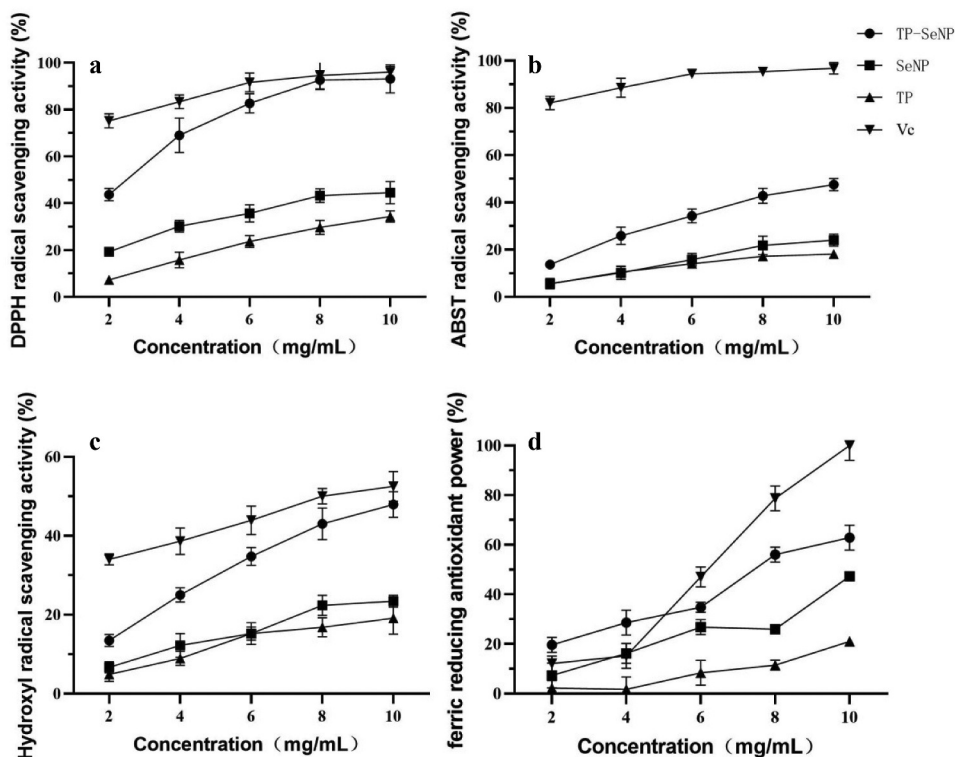 DPPH radical scavenging activity (%)
a
100
80
60
40
20
0
2 4 6 8 10
Concentration（mg/mL）
ABST radical scavenging activity (%)
b
100
80
60
40
20
0
2 4 6 8 10
Concentration（mg/mL）
TP-SeNP
SeNP
TP
Vc
Hydroxyl radical scavenging activity (%)
c
60
40
20
0
2 4 6 8 10
Concentration（mg/mL）
ferric reducing antioxidant power (%)
d
100
80
60
40
20
0
2 4 6 8 10
Concentration（mg/mL）